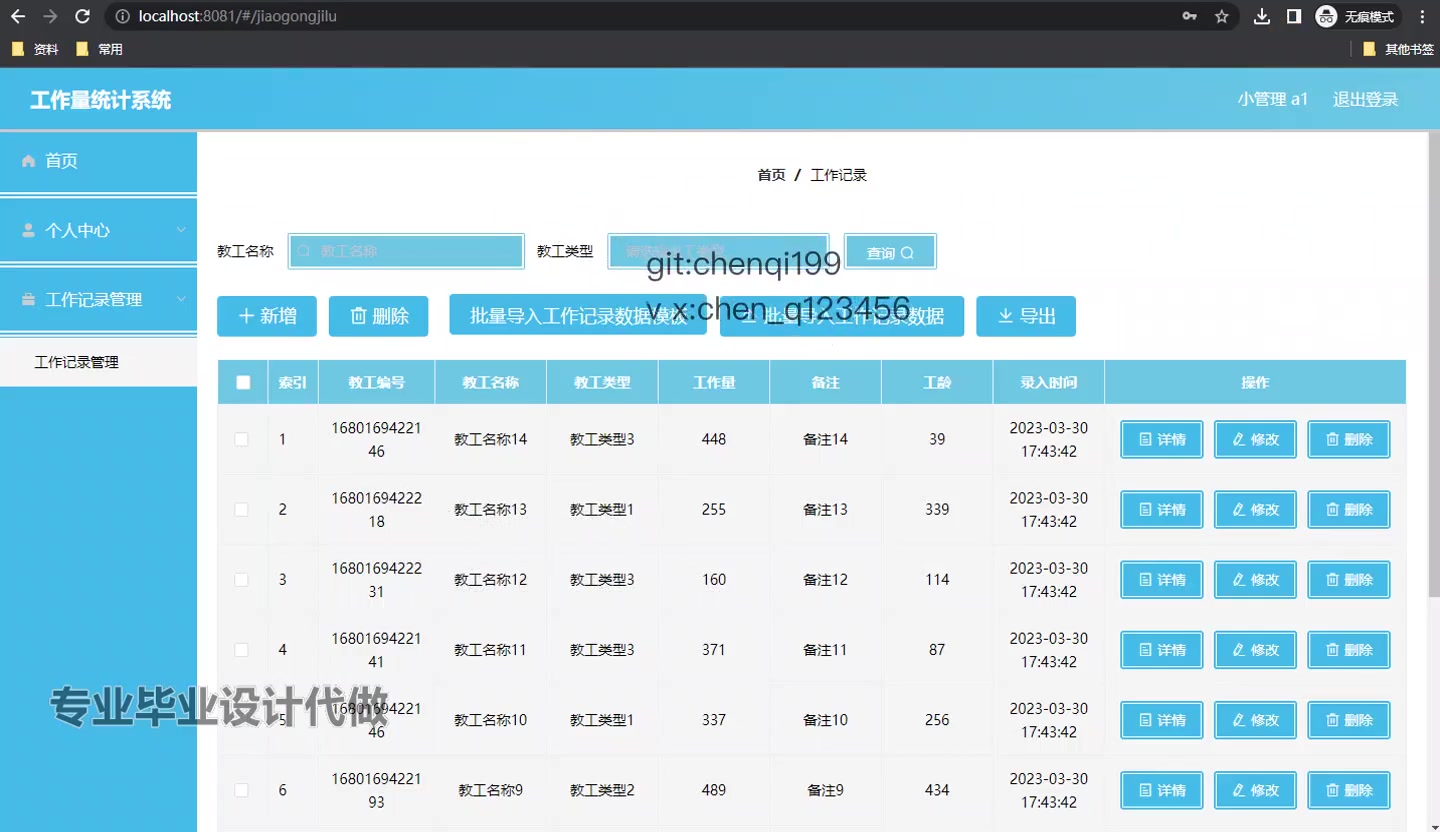 localhost:8081/#/jiaogongjilu
无痕模式
资料 常用 其他书签
工作量统计系统 小管理 a1 退出登录
首页
个人中心
工作记录管理
工作记录管理
首页 / 工作记录
教工名称 教工名称 教工类型 查询
git:chenqi199
v x:chen_q123456
新增 删除 批量导入工作记录数据模板 批量导入工作记录数据 导出
索引 教工编号 教工名称 教工类型 工作量 备注 工龄 录入时间 操作
1 1680169422146 教工名称14 教工类型3 448 备注14 39 2023-03-30 17:43:42 详情 修改 删除
2 1680169422218 教工名称13 教工类型1 255 备注13 339 2023-03-30 17:43:42 详情 修改 删除
3 1680169422231 教工名称12 教工类型3 160 备注12 114 2023-03-30 17:43:42 详情 修改 删除
4 1680169422141 教工名称11 教工类型3 371 备注11 87 2023-03-30 17:43:42 详情 修改 删除
专业毕业设计代做
5 1680169422146 教工名称10 教工类型1 337 备注10 256 2023-03-30 17:43:42 详情 修改 删除
6 1680169422193 教工名称9 教工类型2 489 备注9 434 2023-03-30 17:43:42 详情 修改 删除